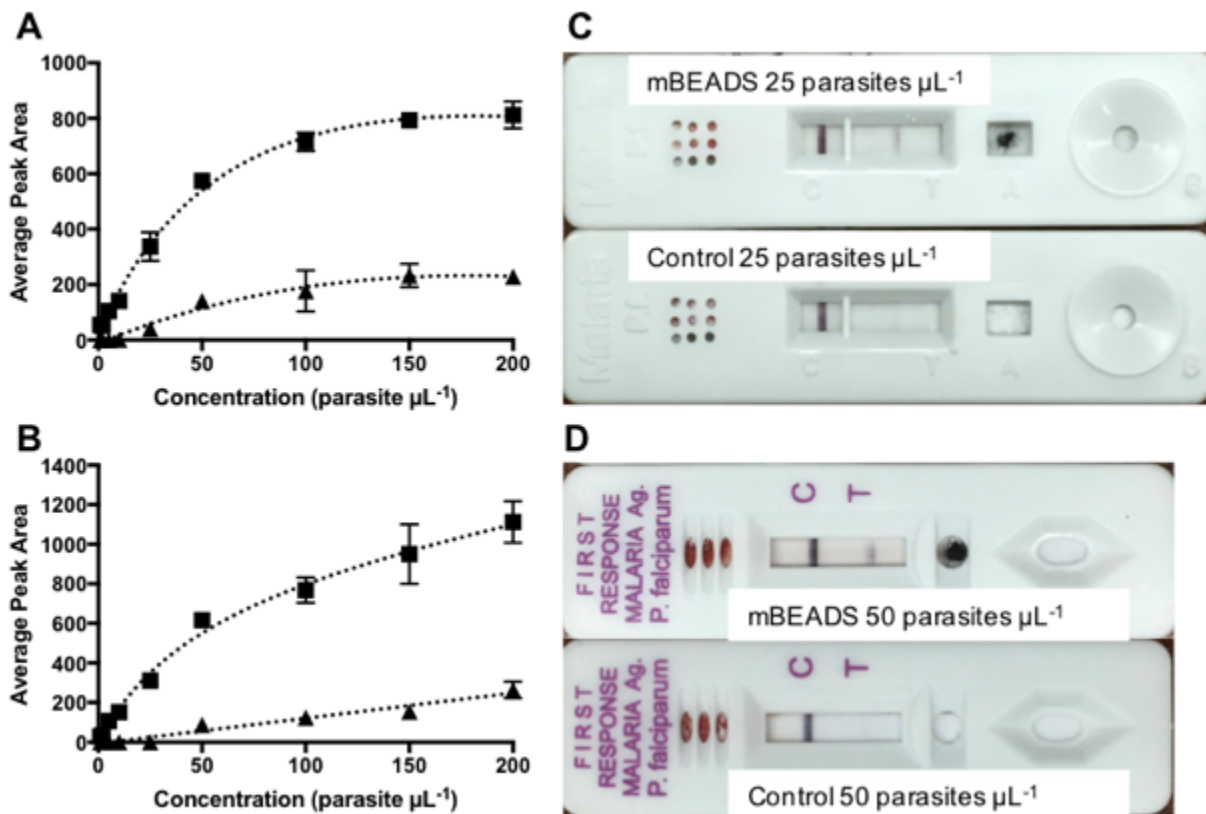 A
1000
800
600
400
200
0
0 50 100 150 200
Average Peak Area
Concentration (parasite µL-1)
B
1400
1200
1000
800
600
400
200
0
0 50 100 150 200
Average Peak Area
Concentration (parasite µL-1)
C
mBEADS 25 parasites µL-1
Malaria
P.f.
C T A B
Control 25 parasites µL-1
Malaria
P.f.
C T A B
D
FIRST
RESPONSE
MALARIA Ag.
P. falciparum
C T
mBEADS 50 parasites µL-1
FIRST
RESPONSE
MALARIA Ag.
P. falciparum
C T
Control 50 parasites µL-1